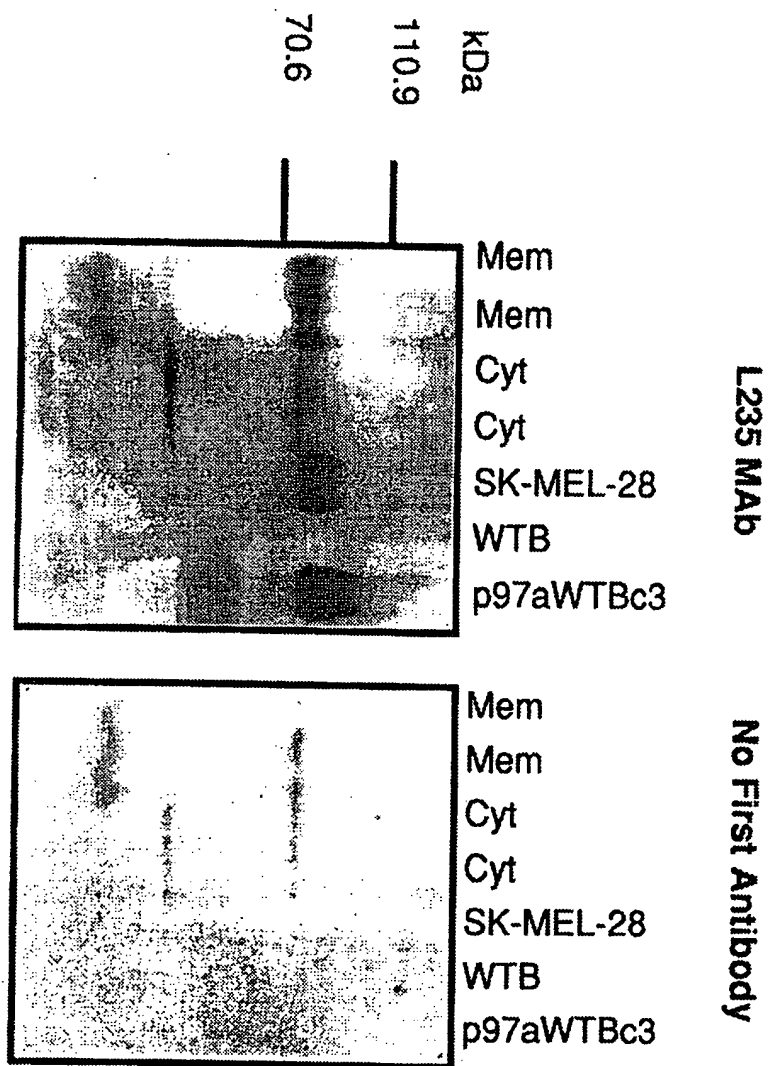 kDa
110.9
70.6
L235 MAb
Mem
Mem
Cyt
Cyt
SK-MEL-28
WTB
p97aWTBc3
No First Antibody
Mem
Mem
Cyt
Cyt
SK-MEL-28
WTB
p97aWTBc3